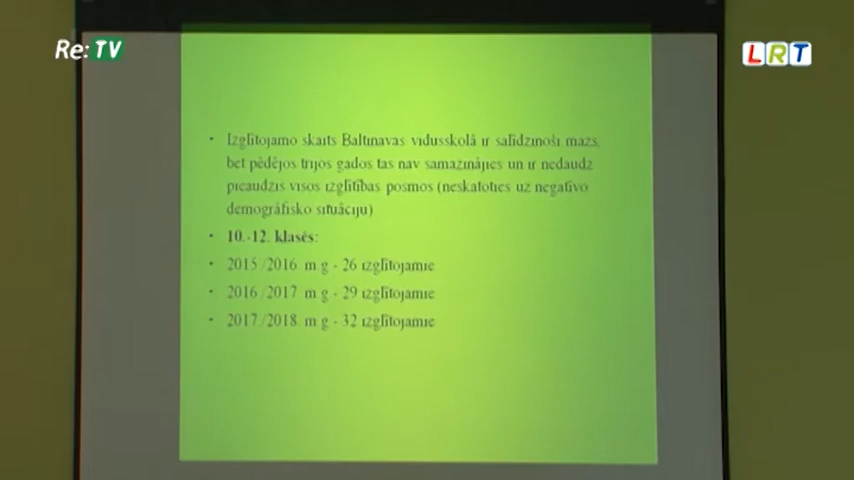 Re:TV
LRT
• Izglītojamo skaits Baltinavas vidusskolā ir salīdzinoši mazs,
bet pēdējos trijos gados tas nav samazinājies un ir nedaudz
pieaudzis visos izglītības posmos (neskatoties uz negatīvo
demogrāfisko situāciju)
• 10.-12. klasēs:
• 2015./2016. m.g.- 26 izglītojamie
• 2016./2017. m.g.- 29 izglītojamie
• 2017./2018. m.g.- 32 izglītojamie